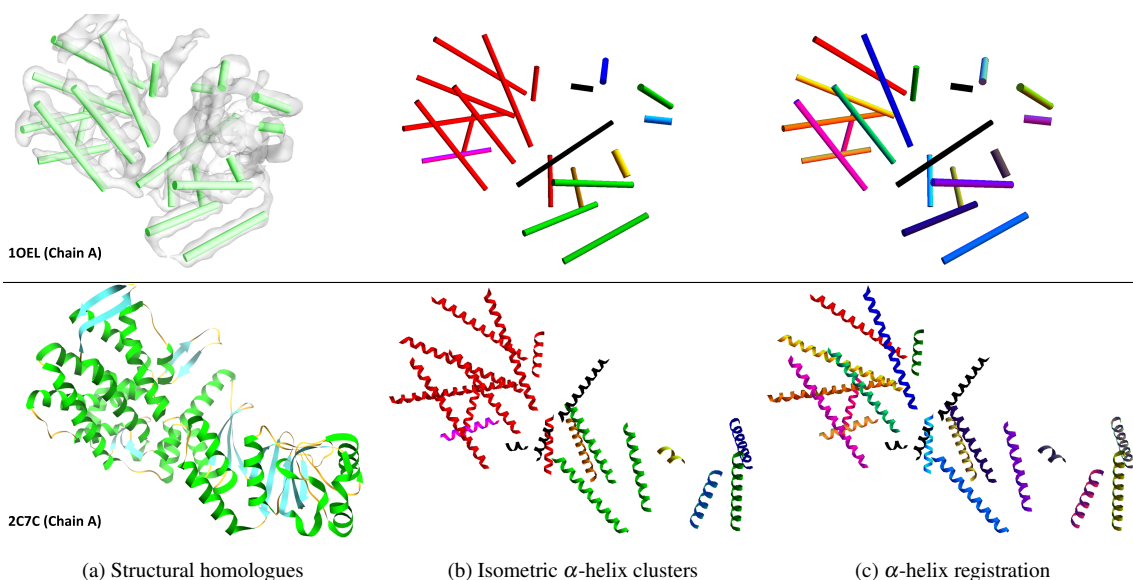 1OEL (Chain A)
2C7C (Chain A)
(a) Structural homologues
(b) Isometric α-helix clusters
(c) α-helix registration